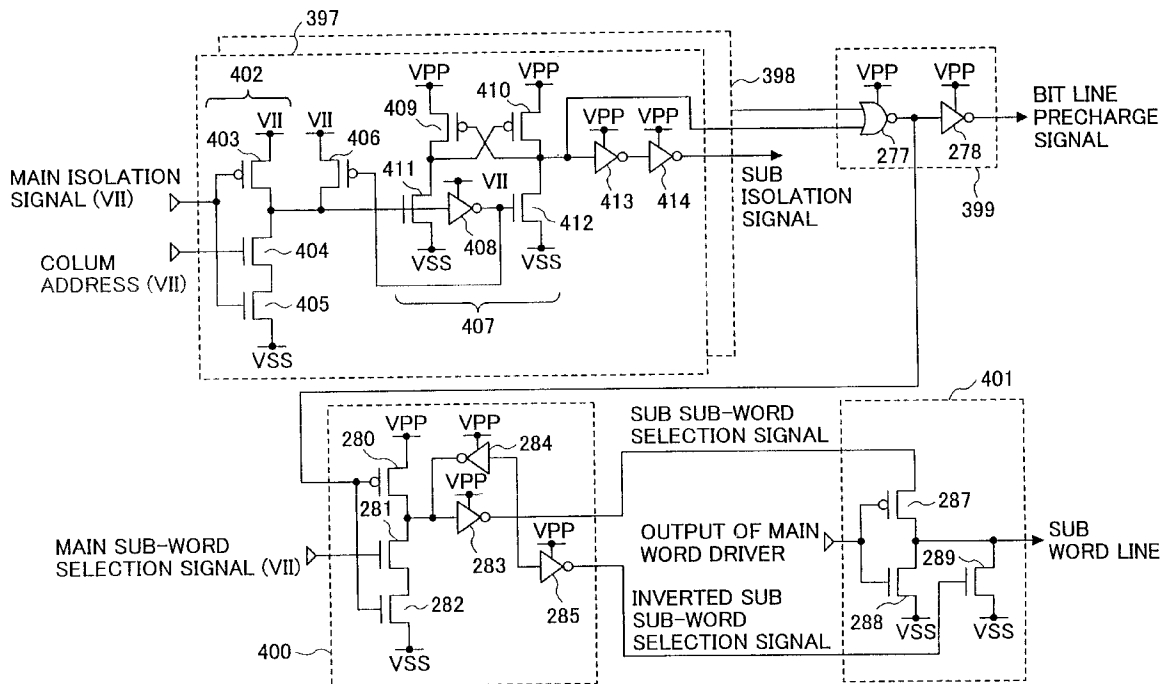 397
402
VPP
VPP
398
VPP
VPP
410
409
BIT LINE
PRECHARGE
SIGNAL
VII
VII
406
403
VPP
VPP
277
278
411
VII
MAIN ISOLATION
SIGNAL (VII)
413
414
SUB
ISOLATION
SIGNAL
399
408
412
404
COLUM
ADDRESS (VII)
VSS
VSS
405
407
VSS
401
SUB SUB-WORD
SELECTION SIGNAL
VPP
VPP
284
280
VPP
287
281
VPP
OUTPUT OF MAIN
WORD DRIVER
SUB
WORD LINE
MAIN SUB-WORD
SELECTION SIGNAL (VII)
283
289
282
285
INVERTED SUB
SUB-WORD
SELECTION SIGNAL
288
VSS
VSS
400
VSS